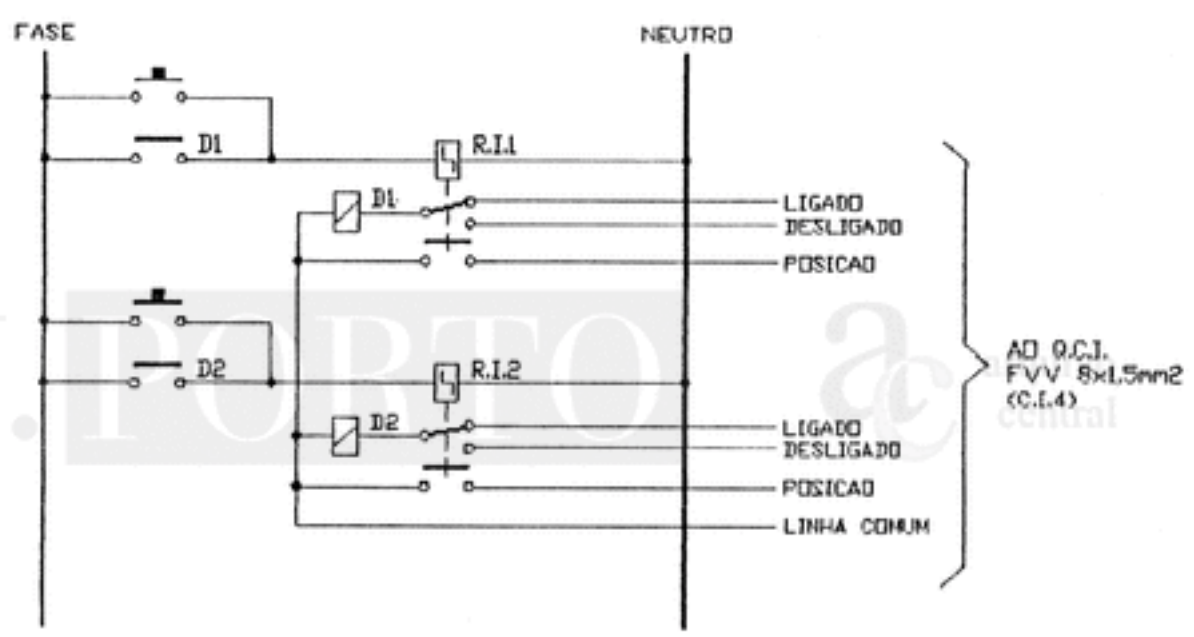 FASE
NEUTRO
D1
R.I.1
D1
LIGADO
DESLIGADO
POSICAO
PORTO
D2
R.I.2
D2
LIGADO
DESLIGADO
POSICAO
LINHA COMUM
AO Q.C.I.
FVV 8x1.5mm2
(C.I.4)
ac
central